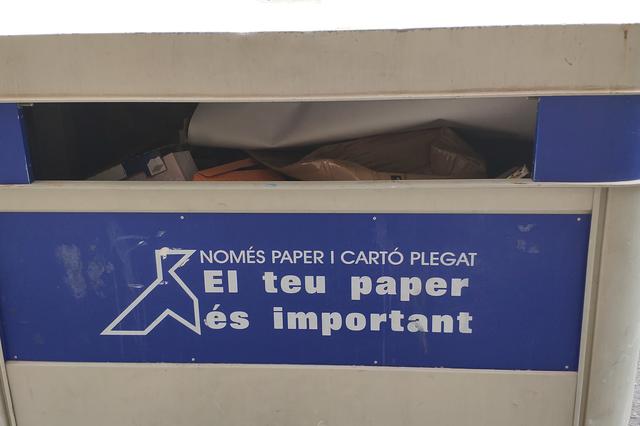 NOMÉS PAPER I CARTÓ PLEGAT
El teu paper
és important